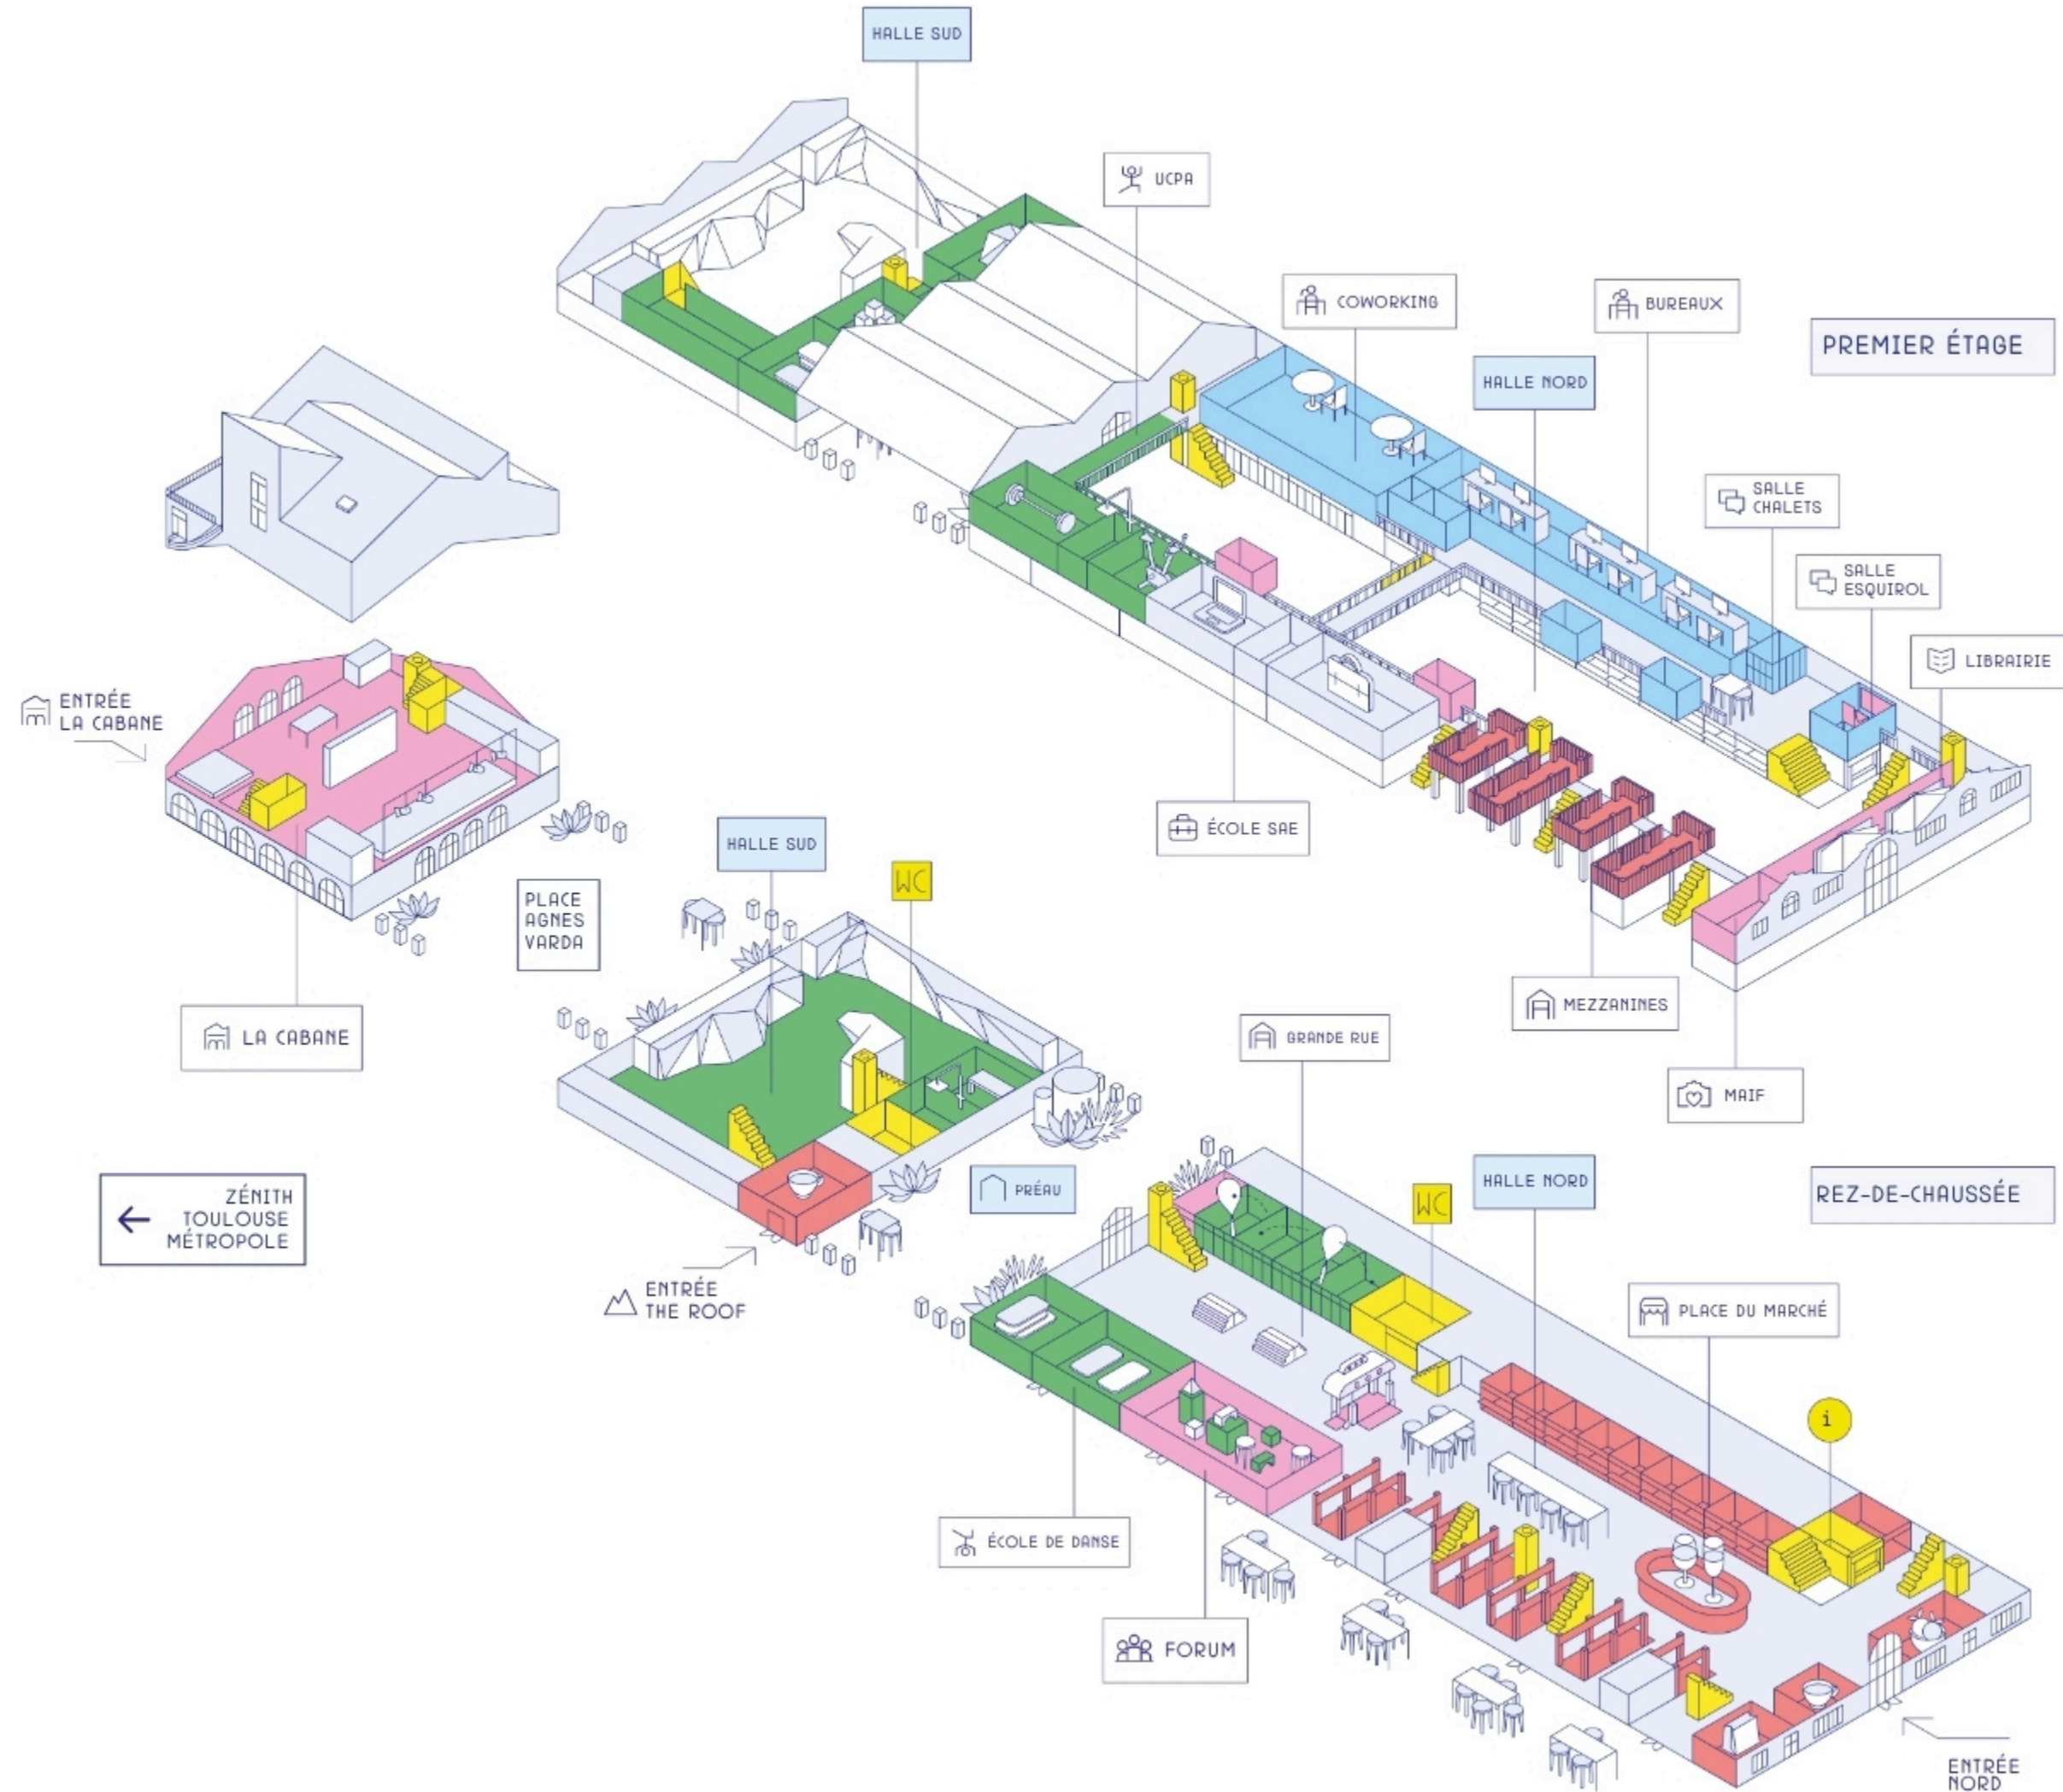 HALLE SUD
UCPA
COWORKING
BUREAUX
PREMIER ÉTAGE
HALLE NORD
SALLE
CHALETS
SALLE
ESQUIROL
LIBRAIRIE
ENTRÉE
LA CABANE
ÉCOLE SAE
HALLE SUD
WC
PLACE
AGNES
VARDA
MEZZANINES
LA CABANE
GRANDE RUE
MAIF
ZÉNITH
TOULOUSE
MÉTROPOLE
PRÉAU
HALLE NORD
REZ-DE-CHAUSSÉE
WC
ENTRÉE
THE ROOF
PLACE DU MARCHÉ
i
ÉCOLE DE DANSE
FORUM
ENTRÉE
NORD